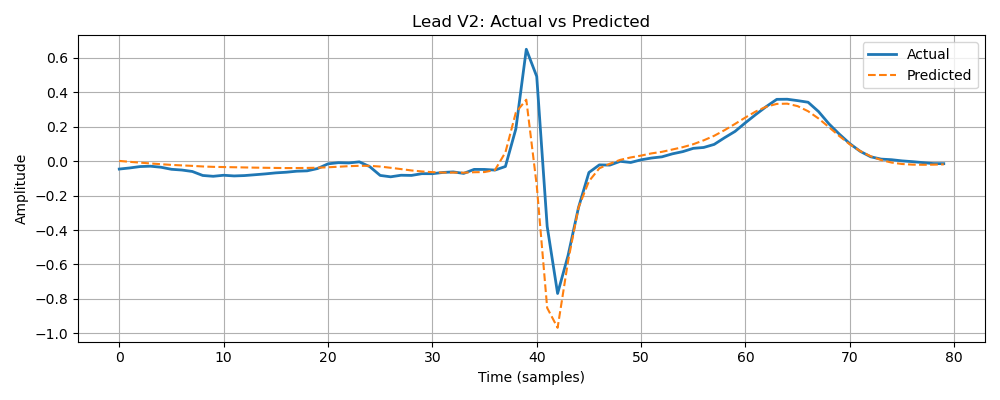 Lead V2: Actual vs Predicted
Actual
Predicted
Amplitude
0.6
0.4
0.2
0.0
−0.2
−0.4
−0.6
−0.8
−1.0
0 10 20 30 40 50 60 70 80
Time (samples)